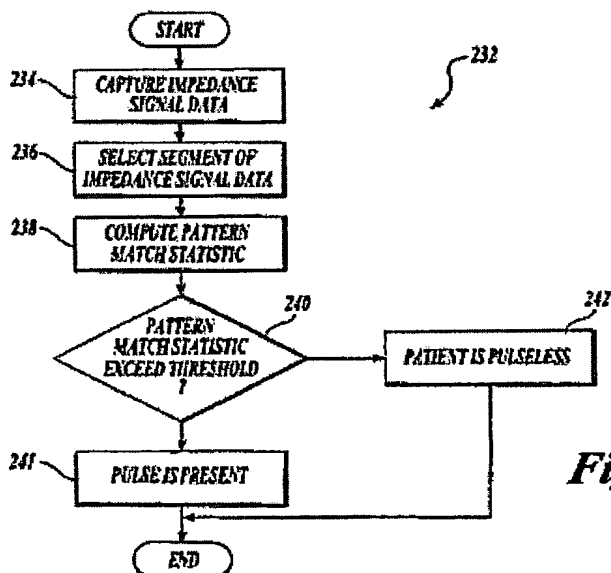 START
232
234
CAPTURE IMPEDANCE
SIGNAL DATA
236
SELECT SEGMENT OF
IMPEDANCE SIGNAL DATA
238
COMPUTE PATTERN
MATCH STATISTIC
240
PATTERN
MATCH STATISTIC
EXCEED THRESHOLD
?
242
PATIENT IS PULSELESS
241
PULSE IS PRESENT
END